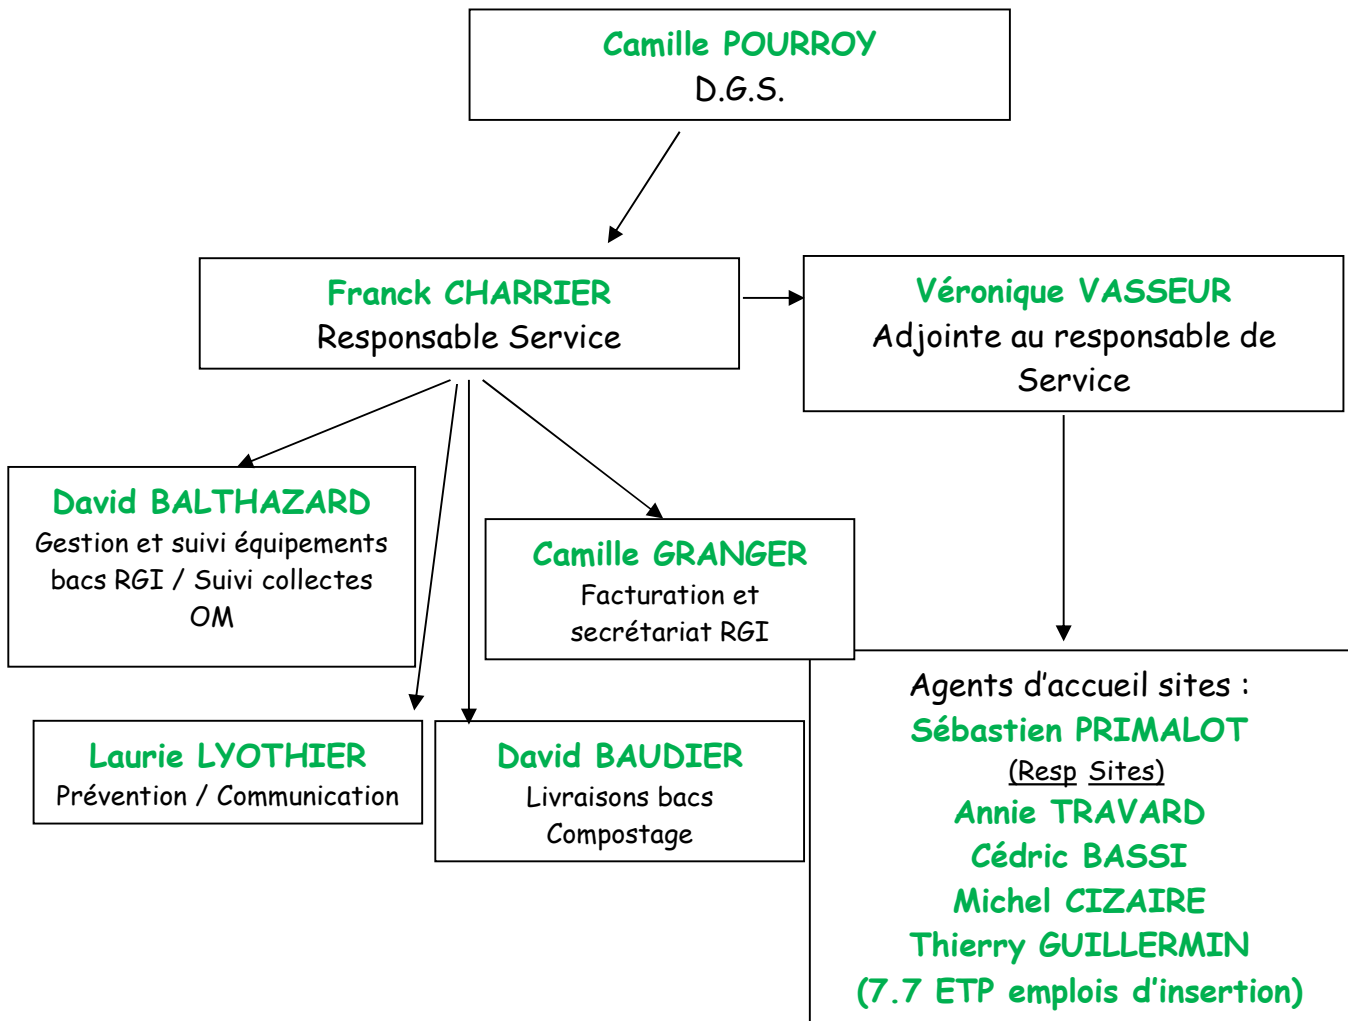 Camille POURROY
D.G.S.
Franck CHARRIER
Responsable Service
Véronique VASSEUR
Adjointe au responsable de
Service
David BALTHAZARD
Gestion et suivi équipements
bacs RGI / Suivi collectes
OM
Camille GRANGER
Facturation et
secrétariat RGI
Laurie LYOTHIER
Prévention / Communication
David BAUDIER
Livraisons bacs
Compostage
Agents d'accueil sites :
Sébastien PRIMALOT
(Resp Sites)
Annie TRAVARD
Cédric BASSI
Michel CIZAIRE
Thierry GUILLERMIN
(7.7 ETP emplois d'insertion)